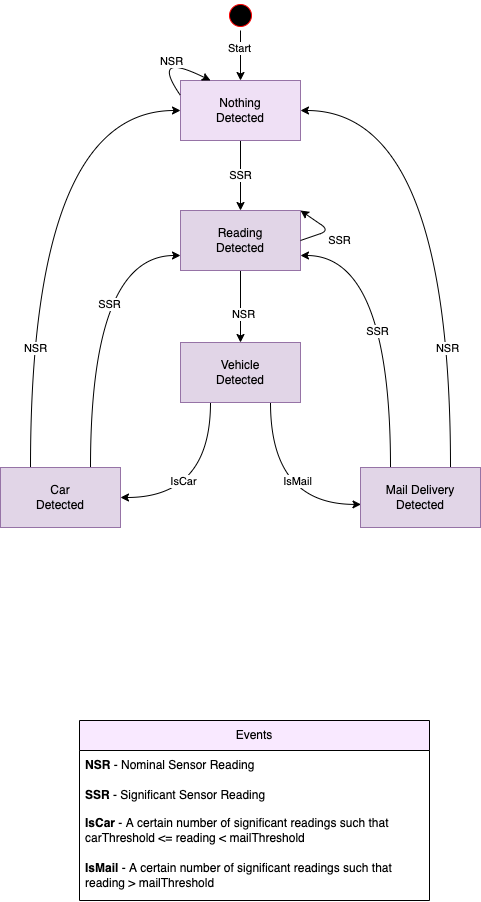 Start
NSR
Nothing
Detected
SSR
Reading
Detected
SSR
SSR
NSR
SSR
NSR
NSR
Vehicle
Detected
IsCar
IsMail
Car
Detected
Mail Delivery
Detected
Events
NSR - Nominal Sensor Reading
SSR - Significant Sensor Reading
IsCar - A certain number of significant readings such that
carThreshold <= reading < mailThreshold
IsMail - A certain number of significant readings such that
reading > mailThreshold